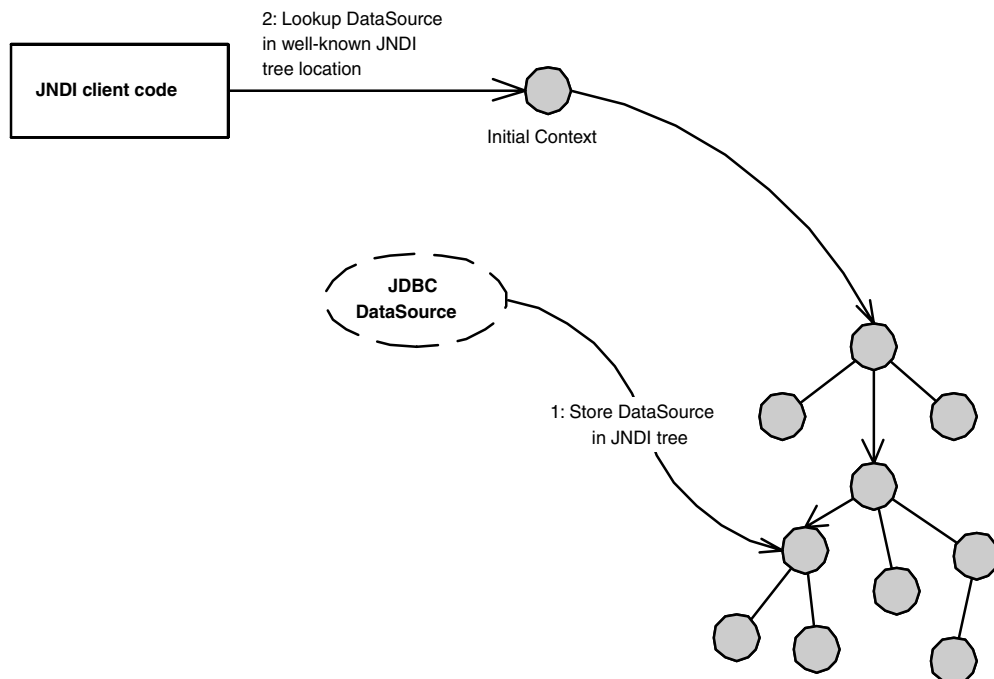 2: Lookup DataSource
in well-known JNDI
tree location
JNDI client code
Initial Context
JDBC
DataSource
1: Store DataSource
in JNDI tree